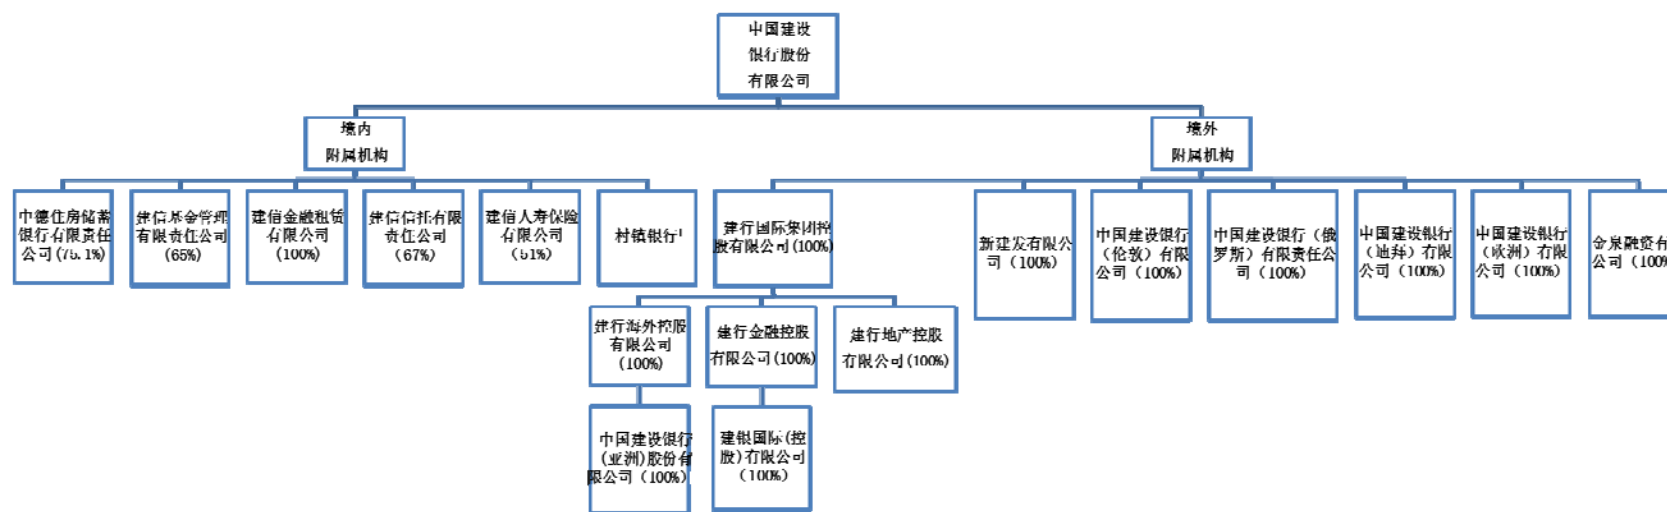 中国建设
银行股份
有限公司
境内
附属机构
境外
附属机构
中德住房储蓄
银行有限责任
公司(75.1%)
建信基金管理
有限责任公司
(65%)
建信金融租赁
有限公司
(100%)
建信信托有限
责任公司
(67%)
建信人寿保险
有限公司
(51%)
村镇银行1
建行国际集团控
股有限公司(100%)
新建发有限公
司（100%）
中国建设银行
（伦敦）有限
公司（100%）
中国建设银行（俄
罗斯）有限责任公
司（100%）
中国建设银行
（迪拜）有限
公司（100%）
中国建设银行
（欧洲）有限
公司（100%）
金泉融资有
公司（100%
建行海外控股
有限公司
(100%)
建行金融控股
有限公司(100%)
建行地产控股
有限公司(100%)
中国建设银行
(亚洲)股份有
限公司（100%）
建银国际(控
股)有限公司
（100%）